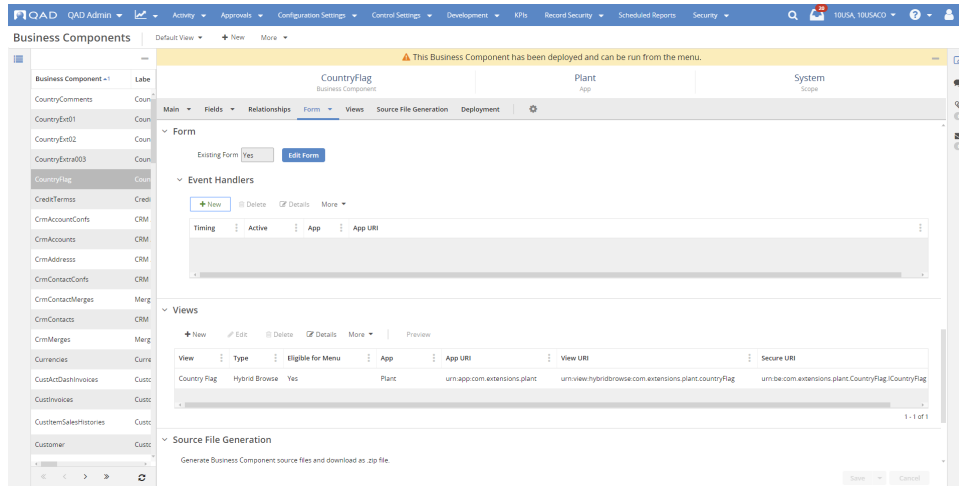 QAD QAD Admin Activity Approvals Configuration Settings Control Settings Development KPIs Record Security Scheduled Reports Security 10USA, 10USACO
Business Components Default View + New More
This Business Component has been deployed and can be run from the menu.
Business Component Labe
CountryFlag Plant System
Business Component App Scope
CountryComments Coun
CountryExt01 Coun
CountryExt02 Coun
CountryExtra003 Coun
CountryFlag Coun
CreditTermss Credi
CrmAccountConfs CRM
CrmAccounts CRM
CrmAddresss CRM
CrmContactConfs CRM
CrmContactMerges Merg
CrmContacts CRM
CrmMerges Merg
Currencies Curre
CustActDashInvoices Custo
CustInvoices Custo
CustItemSalesHistories Custo
Customer Custo
Main Fields Relationships Form Views Source File Generation Deployment
Form
Existing Form Yes Edit Form
Event Handlers
+ New Delete Details More
Timing Active App App URI
Views
+ New Edit Delete Details More Preview
View Type Eligible for Menu App App URI View URI Secure URI
Country Flag Hybrid Browse Yes Plant urn:app:com.extensions.plant urn:view:hybridbrowse:com.extensions.plant.countryFlag urn:be:com.extensions.plant.CountryFlag.ICountryFlag
1 - 1 of 1
Source File Generation
Generate Business Component source files and download as .zip file.
Save Cancel